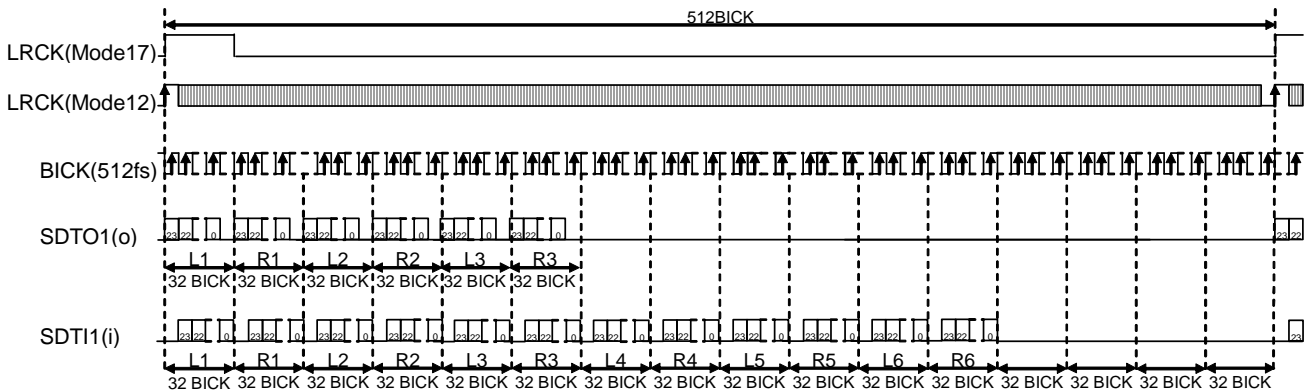 512BICK
LRCK(Mode17)
LRCK(Mode12)
BICK(512fs)
SDTO1(o)
23 22 0 23 22 0 23 22 0 23 22 0 23 22 0 23 22 0 23 22
L1 R1 L2 R2 L3 R3
32 BICK 32 BICK 32 BICK 32 BICK 32 BICK 32 BICK
SDTI1(i)
23 22 0 23 22 0 23 22 0 23 22 0 23 22 0 23 22 0 23 22 0 23 22 0 23 22 0 23 22 0 23 22 0 23 22 0 23
L1 R1 L2 R2 L3 R3 L4 R4 L5 R5 L6 R6
32 BICK 32 BICK 32 BICK 32 BICK 32 BICK 32 BICK 32 BICK 32 BICK 32 BICK 32 BICK 32 BICK 32 BICK 32 BICK 32 BICK 32 BICK 32 BICK